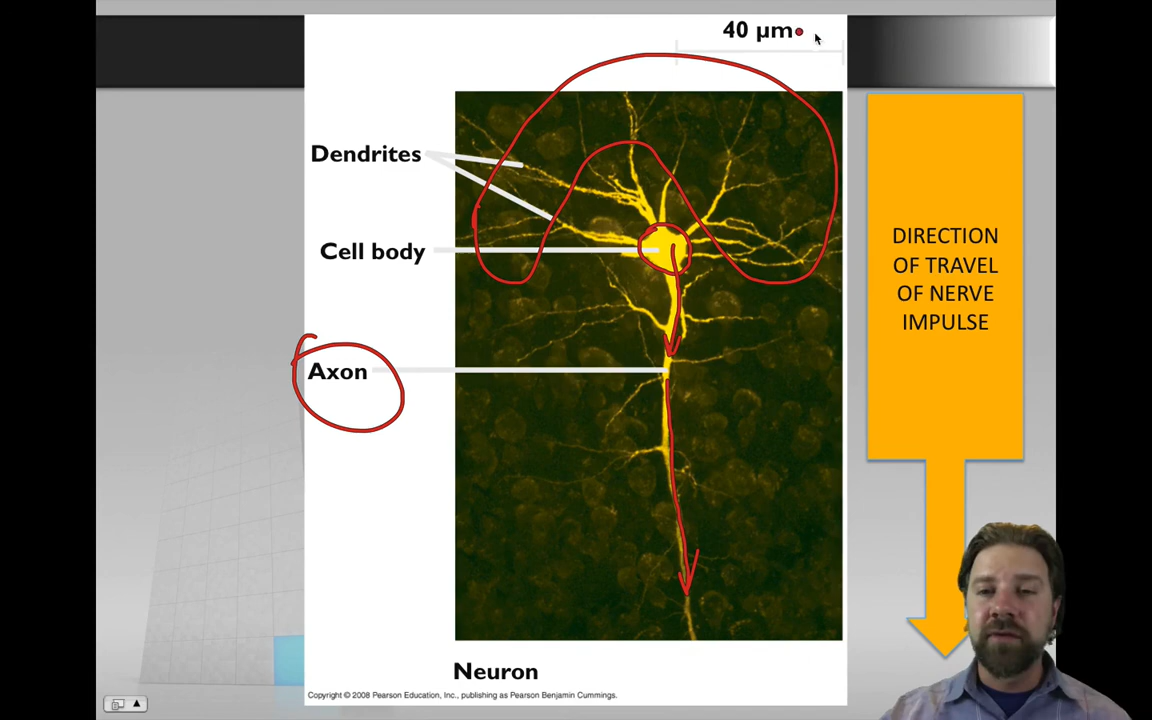 40 μm
Dendrites
Cell body
Axon
Neuron
Copyright © 2008 Pearson Education, Inc., publishing as Pearson Benjamin Cummings.
DIRECTION
OF TRAVEL
OF NERVE
IMPULSE